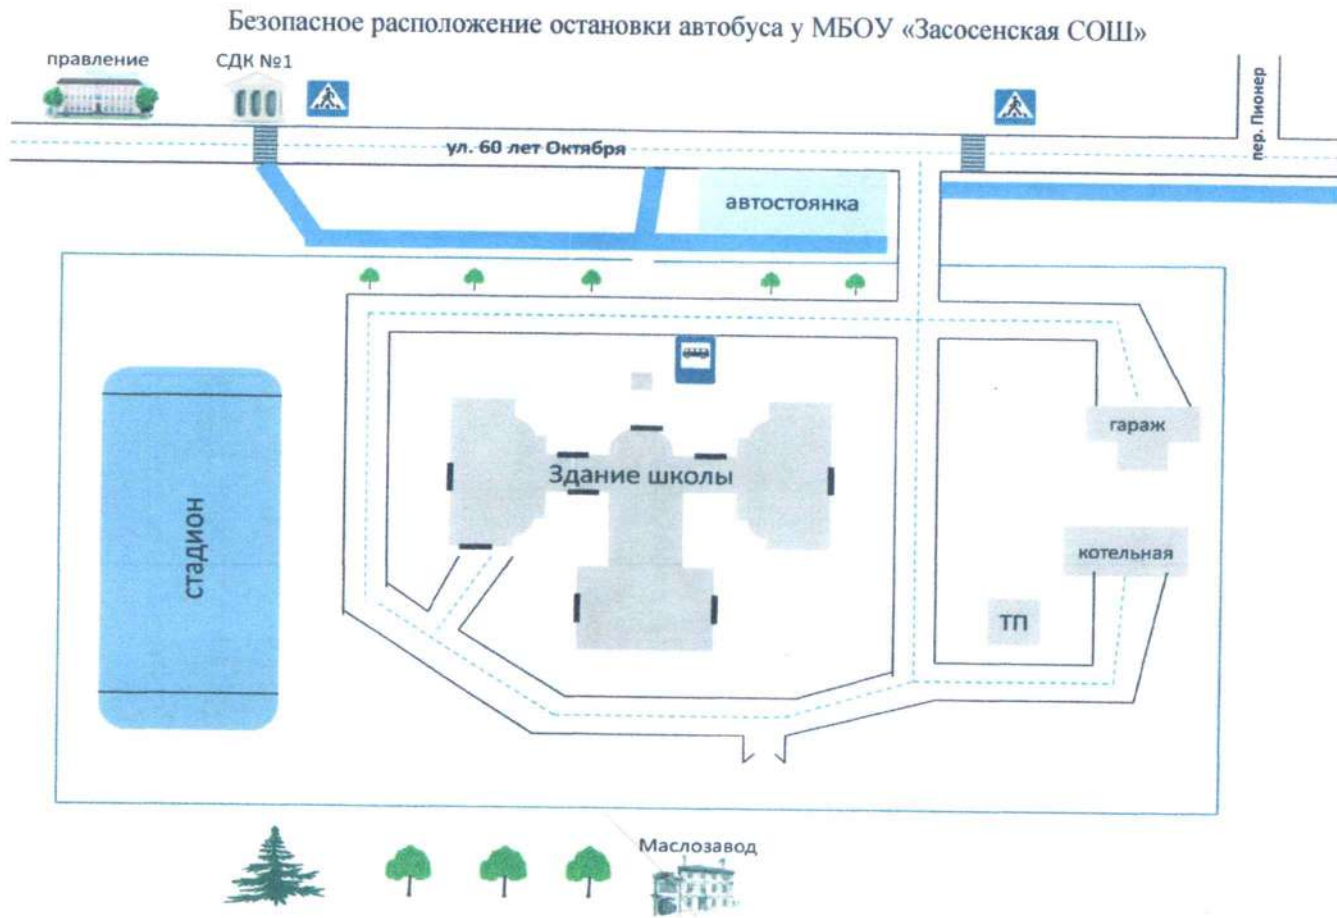 Безопасное расположение остановки автобуса у МБОУ «Засосенская СОШ»
правление
СДК №1
пер. Пионер
ул. 60 лет Октября
автостоянка
гараж
Здание школы
стадион
котельная
ТП
Маслозавод